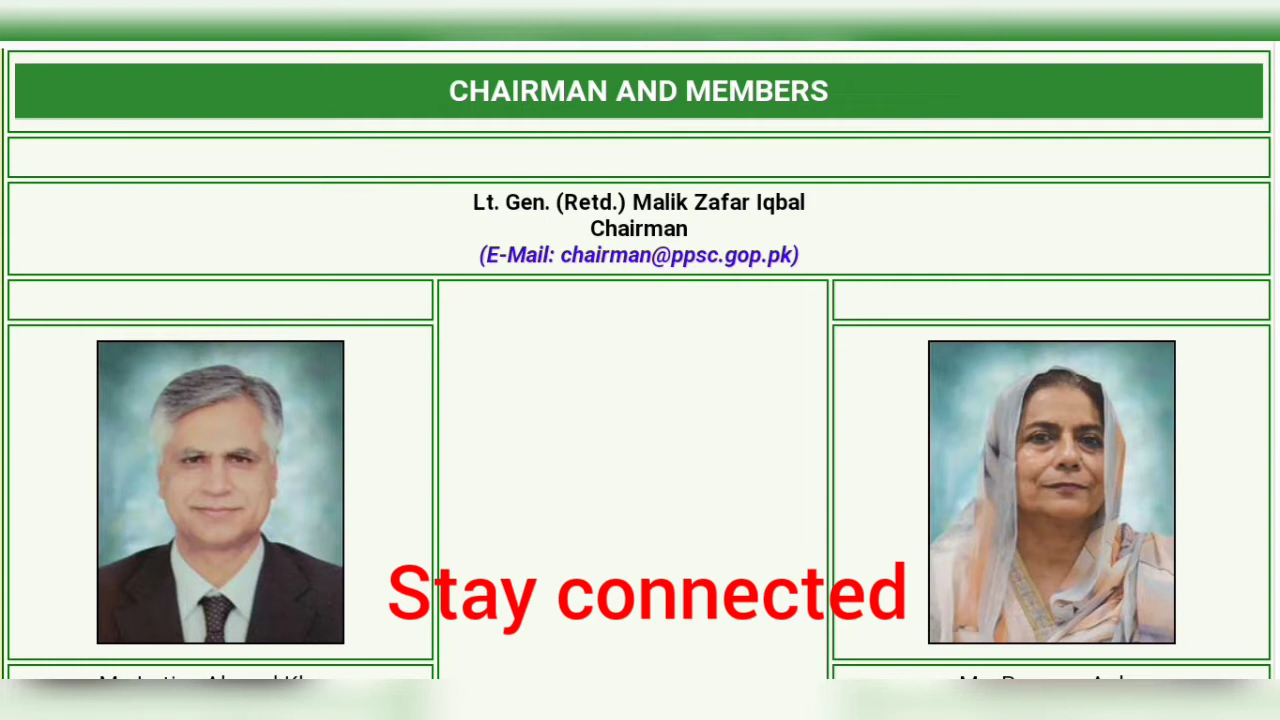 CHAIRMAN AND MEMBERS
Lt. Gen. (Retd.) Malik Zafar Iqbal
Chairman
(E-Mail: chairman@ppsc.gop.pk)
Stay connected